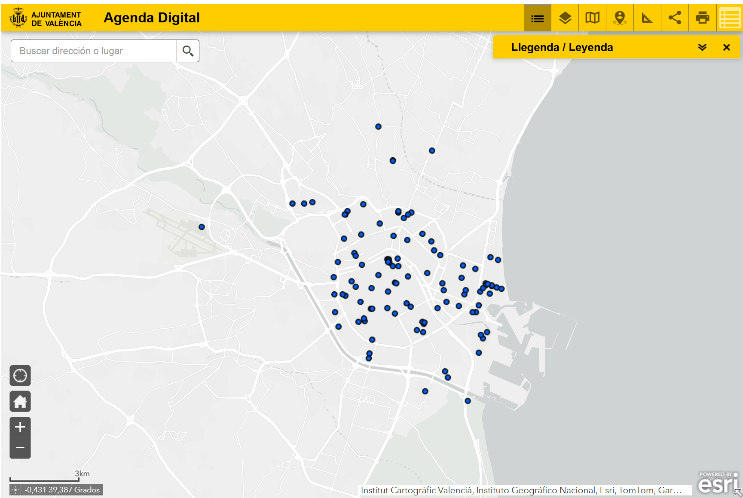 AJUNTAMENT
DE VALÈNCIA
Agenda Digital
Buscar dirección o lugar
Llegenda / Leyenda
3km
-0,431 39,387 Grados
Institut Cartogràfic Valencià, Instituto Geográfico Nacional, Esri, TomTom, Gar...
POWERED BY
esri